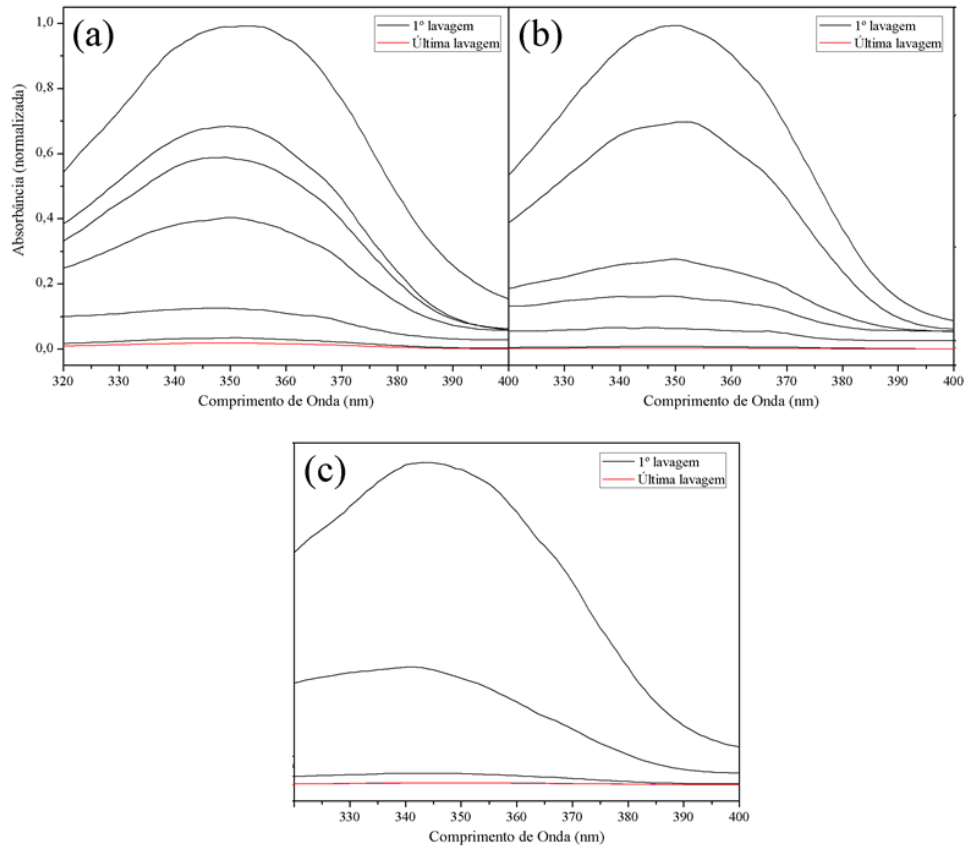 (a)
1º lavagem
Última lavagem
(b)
1º lavagem
Última lavagem
Absorbância (normalizada)
1,0
0,8
0,6
0,4
0,2
0,0
320 330 340 350 360 370 380 390 400 330 340 350 360 370 380 390 400
Comprimento de Onda (nm) Comprimento de Onda (nm)
(c)
1º lavagem
Última lavagem
330 340 350 360 370 380 390 400
Comprimento de Onda (nm)